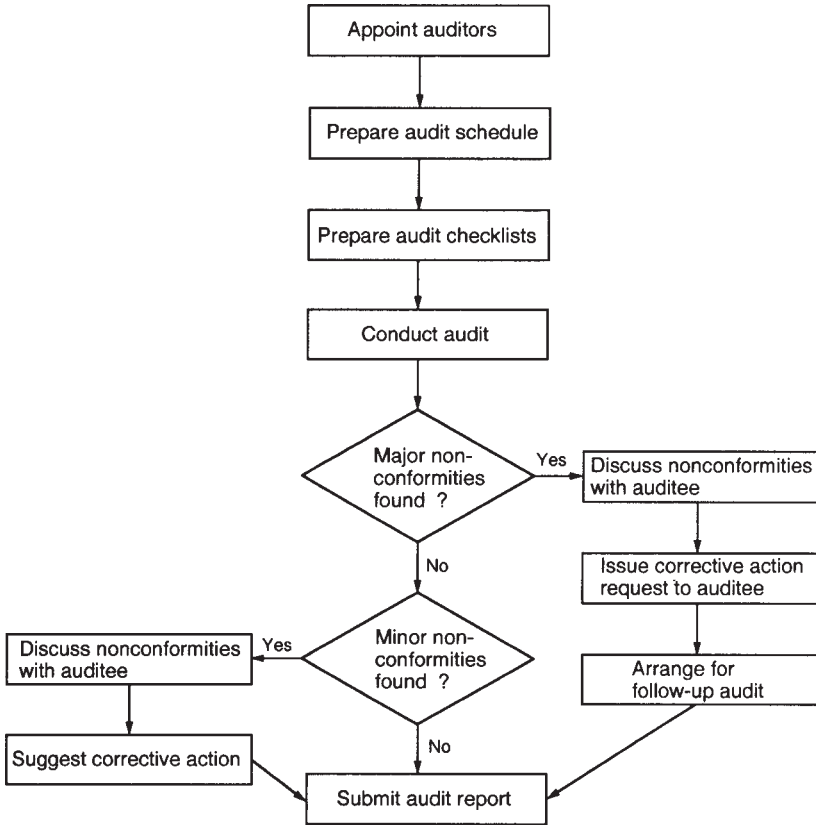 Appoint auditors
Prepare audit schedule
Prepare audit checklists
Conduct audit
Major non-
conformities
found ?
Yes
Discuss nonconformities
with auditee
No
Issue corrective action
request to auditee
Minor non-
conformities
found ?
Yes
Discuss nonconformities
with auditee
Arrange for
follow-up audit
No
Suggest corrective action
Submit audit report